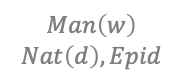 Man(w)
Nat(d), Epid